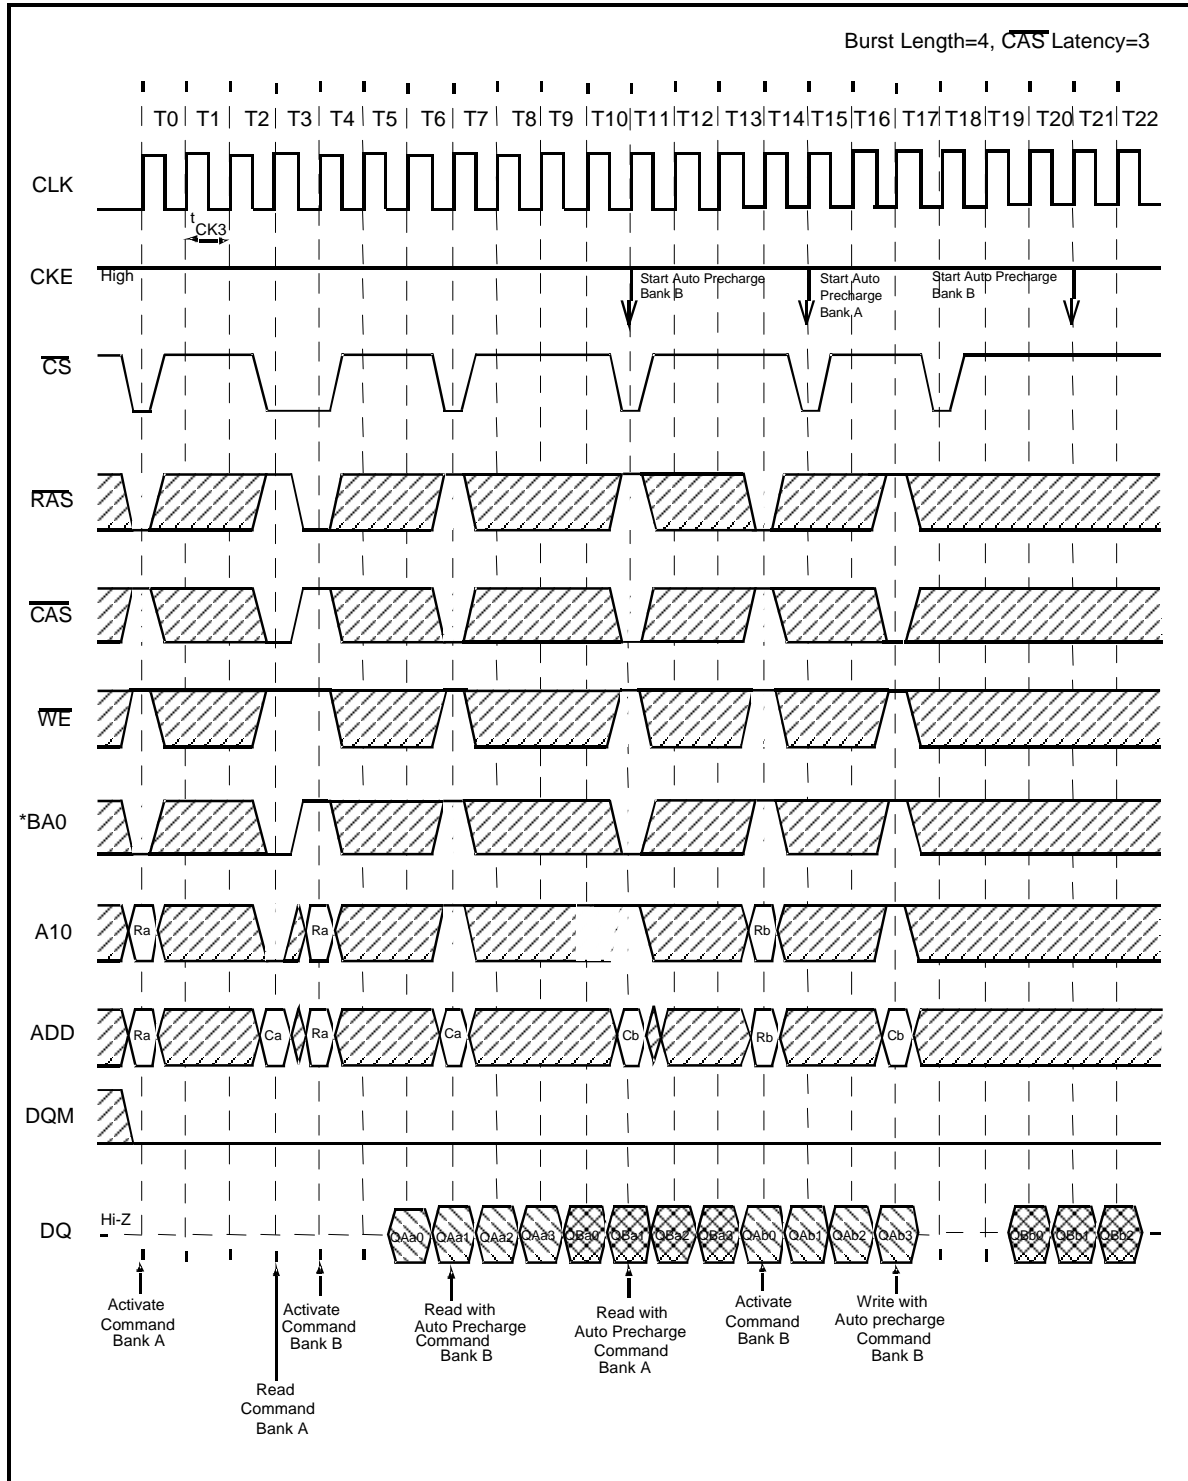 Burst Length=4, CAS Latency=3
T0 T1 T2 T3 T4 T5 T6 T7 T8 T9 T10 T11 T12 T13 T14 T15 T16 T17 T18 T19 T20 T21 T22
CLK
t CK3
CKE
High
Start Auto Precharge
Bank B
Start Auto
Precharge
Bank A
Start Auto Precharge
Bank B
CS
RAS
CAS
WE
*BA0
A10
Ra Ra Rb
ADD
Ra Ca Ra Ca Cb Rb Cb
DQM
DQ
Hi-Z
QAa0 QAa1 QAa2 QAa3 QBa0 QBa1 QBa2 QBa3 QAb0 QAb1 QAb2 QAb3 QBb0 QBb1 QBb2
Activate
Command
Bank A
Read
Command
Bank A
Activate
Command
Bank B
Read with
Auto Precharge
Command
Bank B
Read with
Auto Precharge
Command
Bank A
Activate
Command
Bank B
Write with
Auto precharge
Command
Bank B